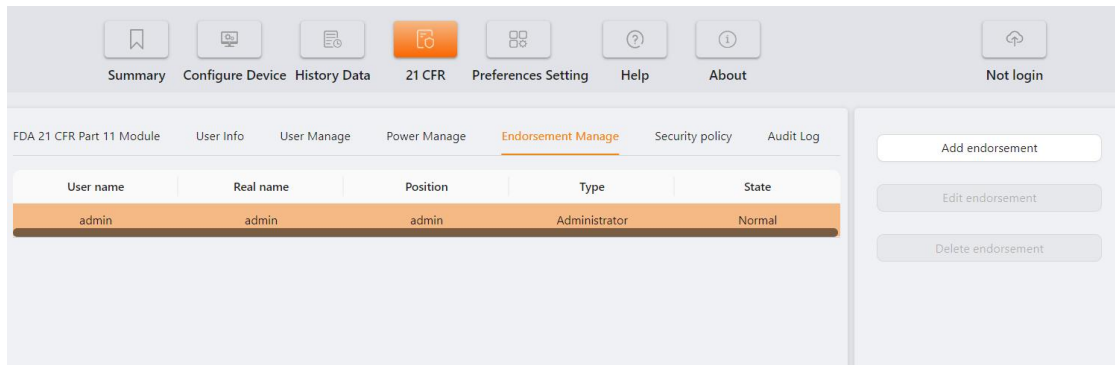 Summary Configure Device History Data 21 CFR Preferences Setting Help About Not login
FDA 21 CFR Part 11 Module User Info User Manage Power Manage Endorsement Manage Security policy Audit Log
User name Real name Position Type State
admin admin admin Administrator Normal
Add endorsement
Edit endorsement
Delete endorsement